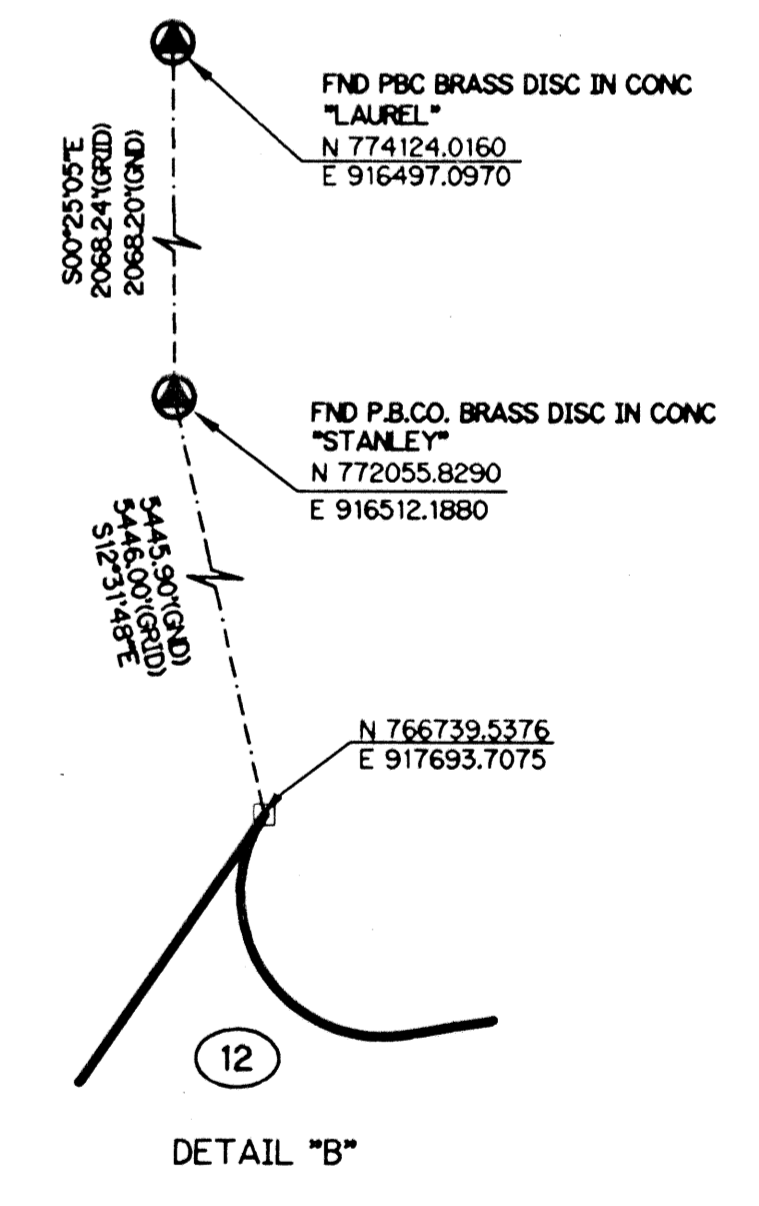 FND PBC BRASS DISC IN CONC
"LAUREL"
N 774124.0160
E 916497.0970
S00°25'05"E
2068.24'(GRID)
2068.20'(GND)
FND P.B.CO. BRASS DISC IN CONC
"STANLEY"
N 772055.8290
E 916512.1880
5445.90'(GND)
5446.00'(GRID)
S12°31'48"E
N 766739.5376
E 917693.7075
12
DETAIL "B"